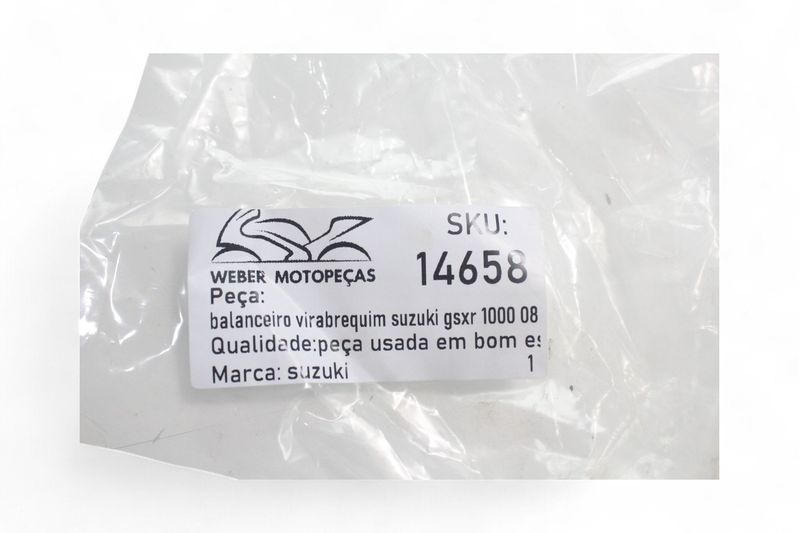 SKU:
WEBER MOTOPEÇAS
14658
Peça:
balanceiro virabrequim suzuki gsxr 1000 08
Qualidade:peça usada em bom es
Marca: suzuki 1